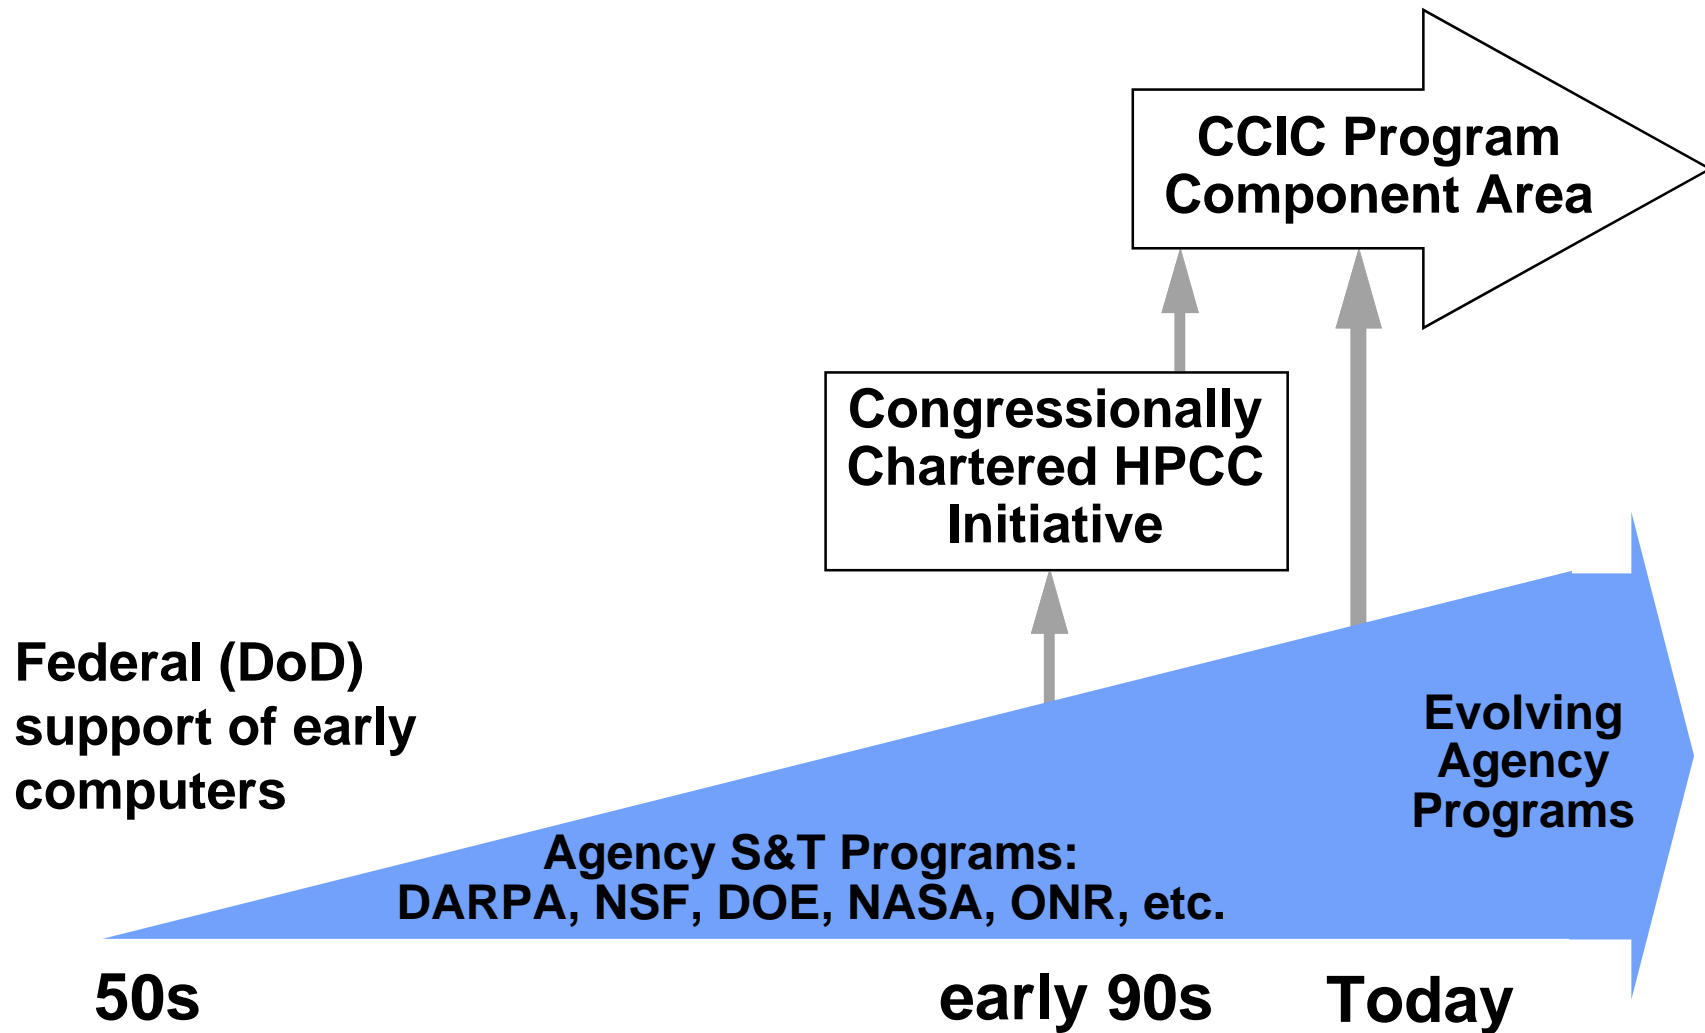 CCIC Program
Component Area
Congressionally
Chartered HPCC
Initiative
Federal (DoD)
support of early
computers
Evolving
Agency
Programs
Agency S&T Programs:
DARPA, NSF, DOE, NASA, ONR, etc.
50s
early 90s
Today